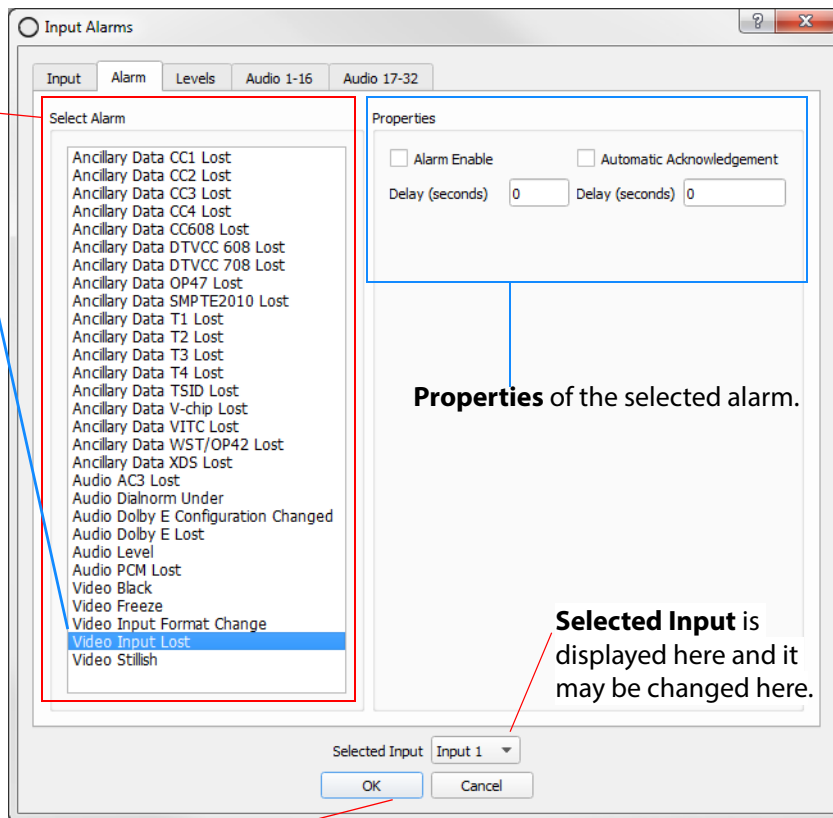 Input Alarms
?
x
Input
Alarm
Levels
Audio 1-16
Audio 17-32
Select Alarm
Ancillary Data CC1 Lost
Ancillary Data CC2 Lost
Ancillary Data CC3 Lost
Ancillary Data CC4 Lost
Ancillary Data CC608 Lost
Ancillary Data DTVCC 608 Lost
Ancillary Data DTVCC 708 Lost
Ancillary Data OP47 Lost
Ancillary Data SMPTE2010 Lost
Ancillary Data T1 Lost
Ancillary Data T2 Lost
Ancillary Data T3 Lost
Ancillary Data T4 Lost
Ancillary Data TSID Lost
Ancillary Data V-chip Lost
Ancillary Data VITC Lost
Ancillary Data WST/OP42 Lost
Ancillary Data XDS Lost
Audio AC3 Lost
Audio Dialnorm Under
Audio Dolby E Configuration Changed
Audio Dolby E Lost
Audio Level
Audio PCM Lost
Video Black
Video Freeze
Video Input Format Change
Video Input Lost
Video Stillish
Properties
Alarm Enable
Automatic Acknowledgement
Delay (seconds) 0
Delay (seconds) 0
Properties of the selected alarm.
Selected Input is
displayed here and it
may be changed here.
Selected Input Input 1
OK
Cancel